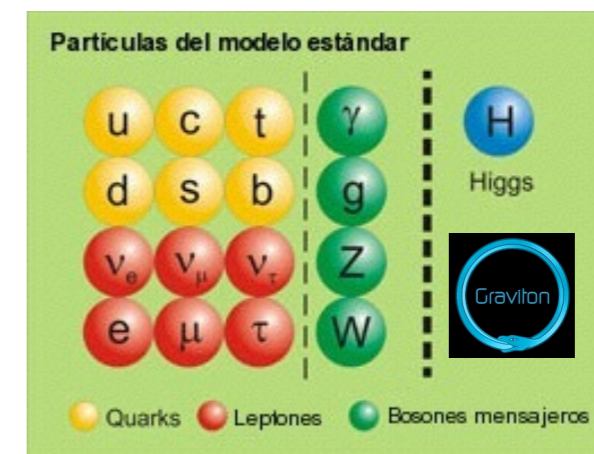 Partículas del modelo estándar
u c t γ H
Higgs
d s b g
νe νμ ντ Z
Graviton
e μ τ W
Quarks Leptones Bosones mensajeros